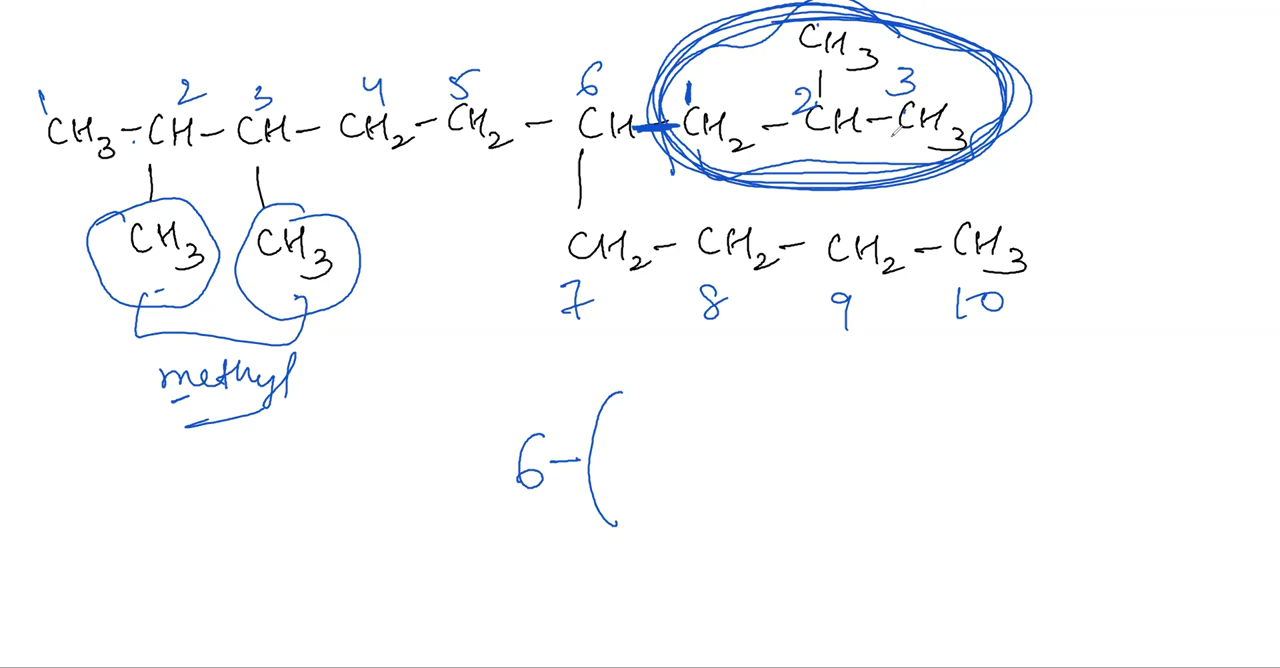 CH3
1 2 3 4 5 6 1 2 3
CH3 - CH - CH - CH2 - CH2 - CH - CH2 - CH - CH3
CH3 CH3 CH2 - CH2 - CH2 - CH3
7 8 9 10
methyl
6-(